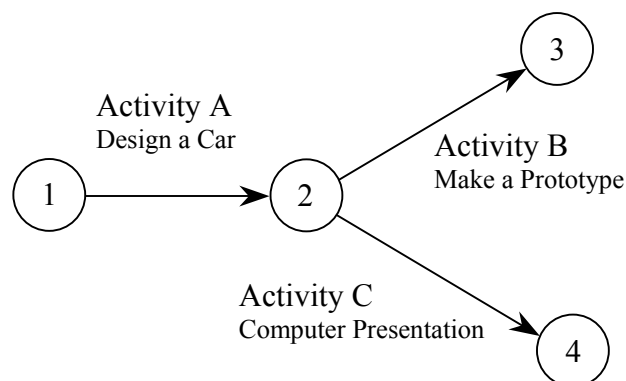 3
Activity A
Design a Car
Activity B
Make a Prototype
1
2
Activity C
Computer Presentation
4